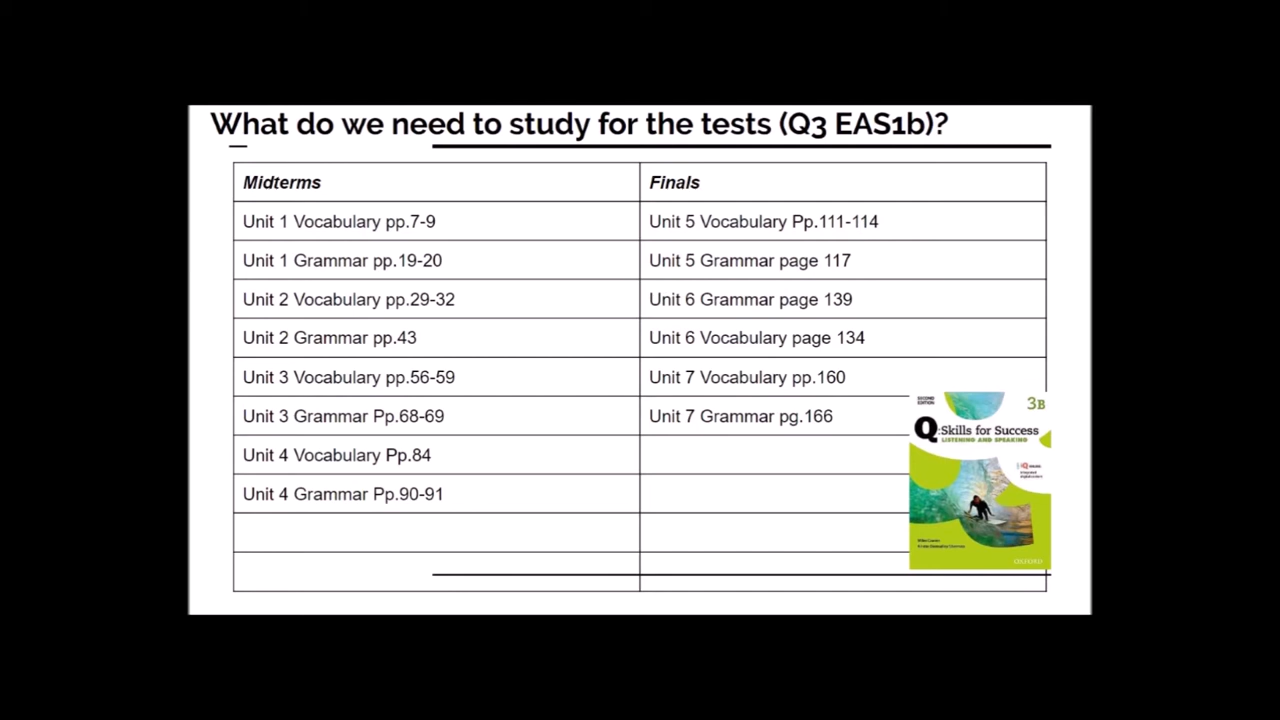 What do we need to study for the tests (Q3 EAS1b)?
Midterms Finals
Unit 1 Vocabulary pp.7-9 Unit 5 Vocabulary Pp.111-114
Unit 1 Grammar pp.19-20 Unit 5 Grammar page 117
Unit 2 Vocabulary pp.29-32 Unit 6 Grammar page 139
Unit 2 Grammar pp.43 Unit 6 Vocabulary page 134
Unit 3 Vocabulary pp.56-59 Unit 7 Vocabulary pp.160
Unit 3 Grammar Pp.68-69 Unit 7 Grammar pg.166
Unit 4 Vocabulary Pp.84
Unit 4 Grammar Pp.90-91
SECOND
EDITION
3B
Q: Skills for Success
LISTENING AND SPEAKING
OXFORD